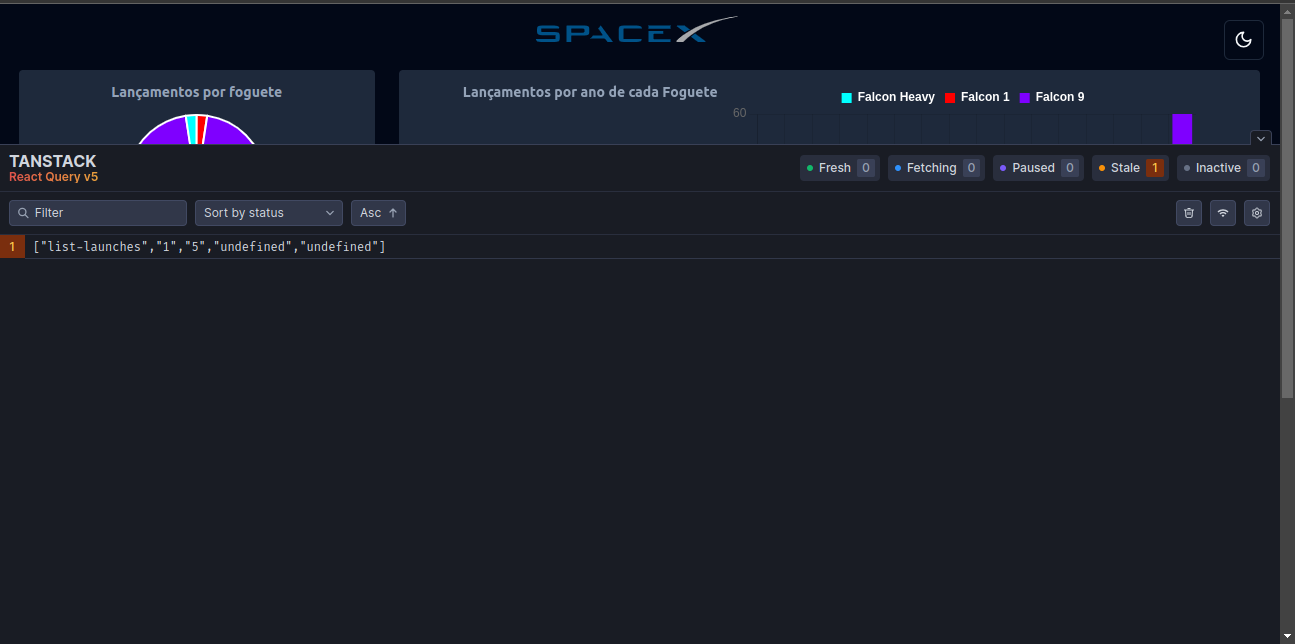 SPACEX
Lançamentos por foguete
Lançamentos por ano de cada Foguete
Falcon Heavy Falcon 1 Falcon 9
60
TANSTACK
React Query v5
Fresh 0 Fetching 0 Paused 0 Stale 1 Inactive 0
Filter Sort by status Asc ↑
1 ["list-launches","1","5","undefined","undefined"]